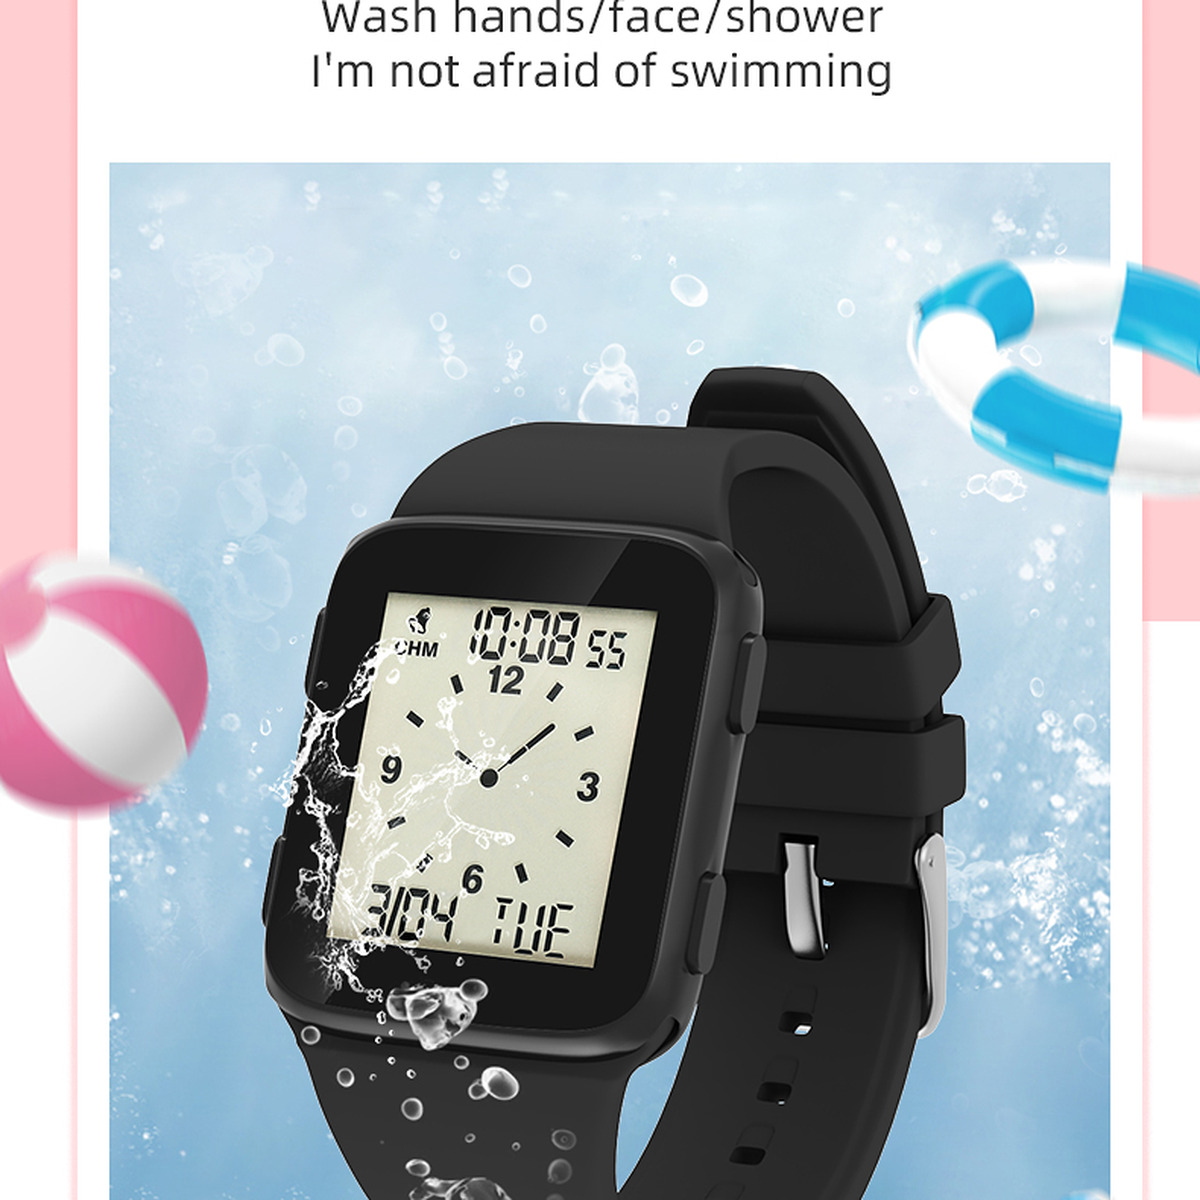 Wash hands/face/shower
I'm not afraid of swimming
10:08 55
CHM
12
9
3
6
3/04 TUE